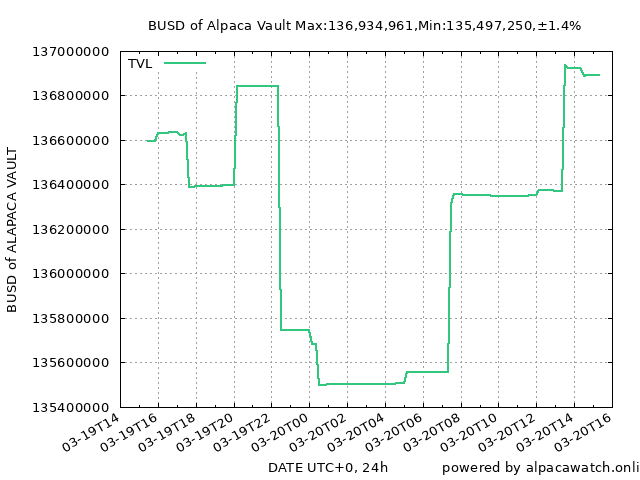 BUSD of Alpaca Vault Max:136,934,961,Min:135,497,250,±1.4%
TVL
137000000
136800000
136600000
136400000
136200000
136000000
135800000
135600000
135400000
BUSD of ALAPACA VAULT
03-19T14
03-19T16
03-19T18
03-19T20
03-19T22
03-20T00
03-20T02
03-20T04
03-20T06
03-20T08
03-20T10
03-20T12
03-20T14
03-20T16
DATE UTC+0, 24h
powered by alpacawatch.onli